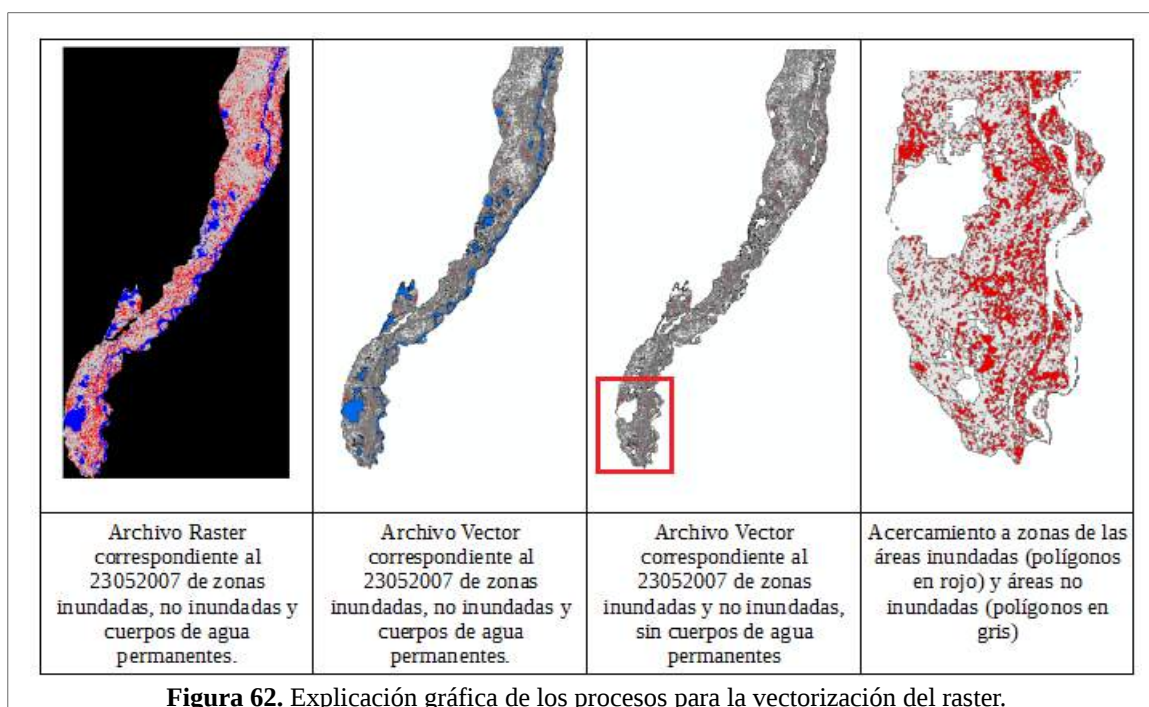 Archivo Raster
correspondiente al
23052007 de zonas
inundadas, no inundadas y
cuerpos de agua
permanentes.
Archivo Vector
correspondiente al
23052007 de zonas
inundadas, no inundadas y
cuerpos de agua
permanentes.
Archivo Vector
correspondiente al
23052007 de zonas
inundadas y no inundadas,
sin cuerpos de agua
permanentes
Acercamiento a zonas de las
áreas inundadas (polígonos
en rojo) y áreas no
inundadas (polígonos en
gris)
Figura 62. Explicación gráfica de los procesos para la vectorización del raster.